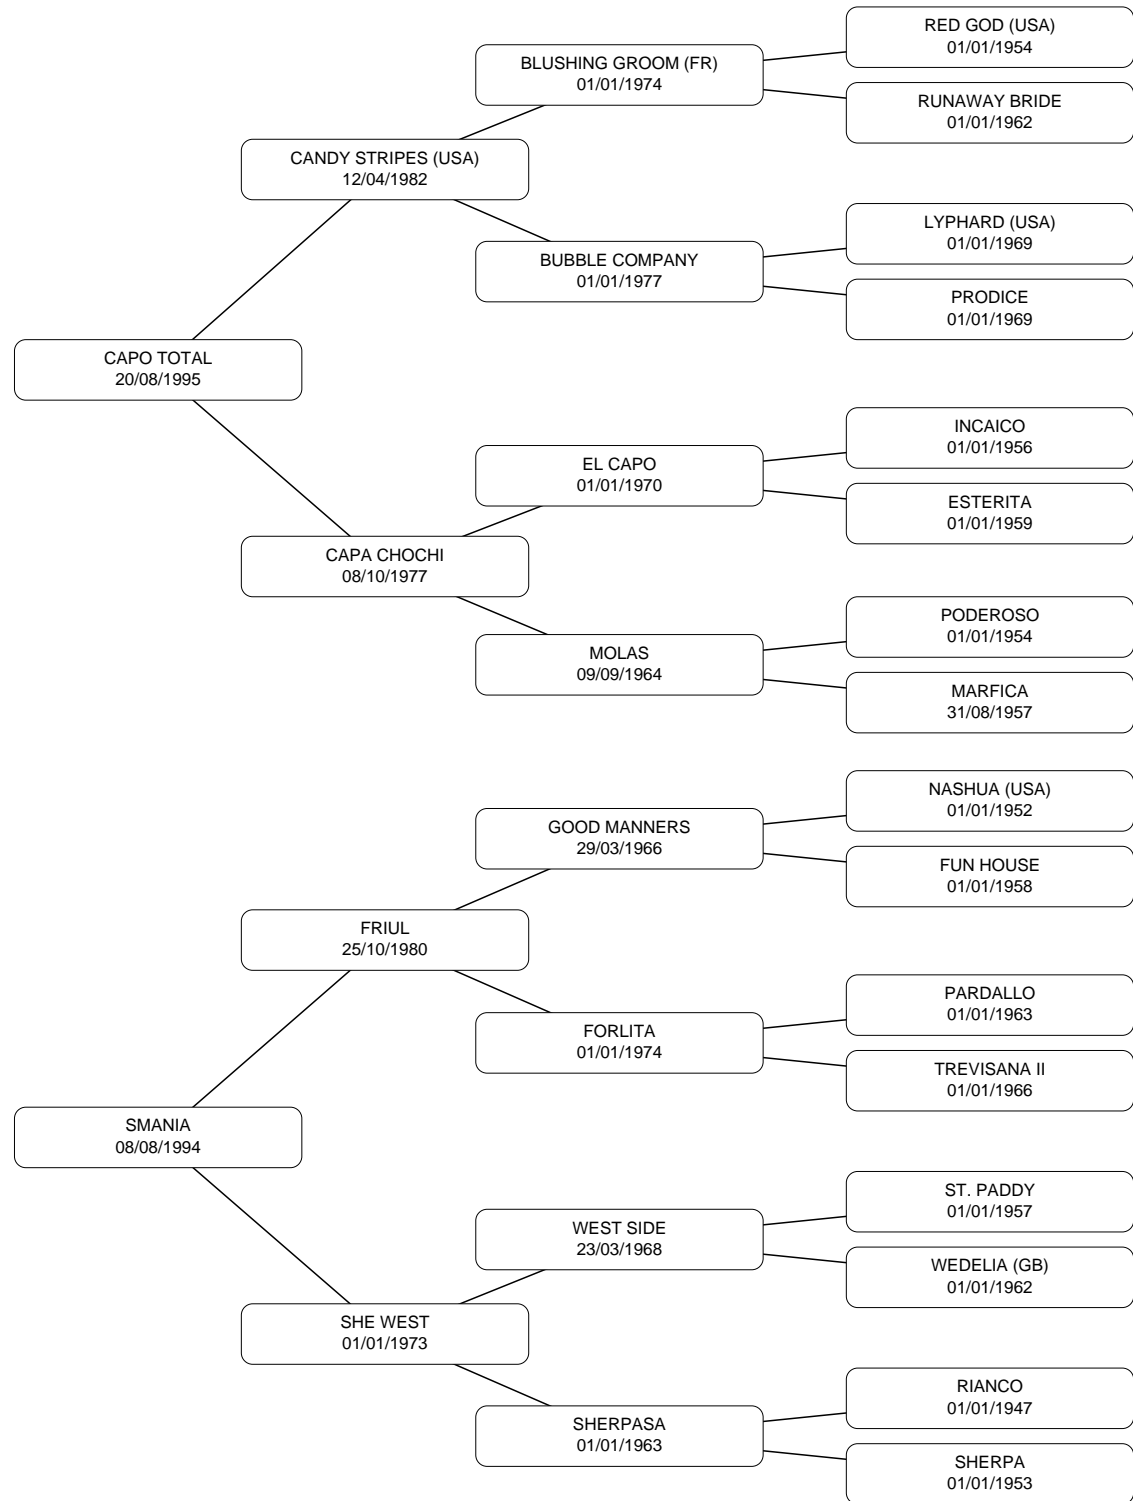 RED GOD (USA)
01/01/1954
BLUSHING GROOM (FR)
01/01/1974
RUNAWAY BRIDE
01/01/1962
CANDY STRIPES (USA)
12/04/1982
LYPHARD (USA)
01/01/1969
BUBBLE COMPANY
01/01/1977
PRODICE
01/01/1969
CAPO TOTAL
20/08/1995
INCAICO
01/01/1956
EL CAPO
01/01/1970
ESTERITA
01/01/1959
CAPA CHOCHI
08/10/1977
PODEROSO
01/01/1954
MOLAS
09/09/1964
MARFICA
31/08/1957
NASHUA (USA)
01/01/1952
GOOD MANNERS
29/03/1966
FUN HOUSE
01/01/1958
FRIUL
25/10/1980
PARDALLO
01/01/1963
FORLITA
01/01/1974
TREVISANA II
01/01/1966
SMANIA
08/08/1994
ST. PADDY
01/01/1957
WEST SIDE
23/03/1968
WEDELIA (GB)
01/01/1962
SHE WEST
01/01/1973
RIANCO
01/01/1947
SHERPASA
01/01/1963
SHERPA
01/01/1953